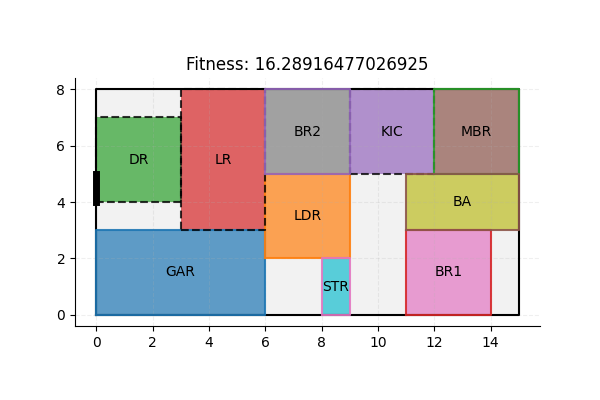 Fitness: 16.28916477026925
8
BR2 KIC MBR
DR LR
6
BA
4
LDR
2
GAR BR1
STR
0
0 2 4 6 8 10 12 14